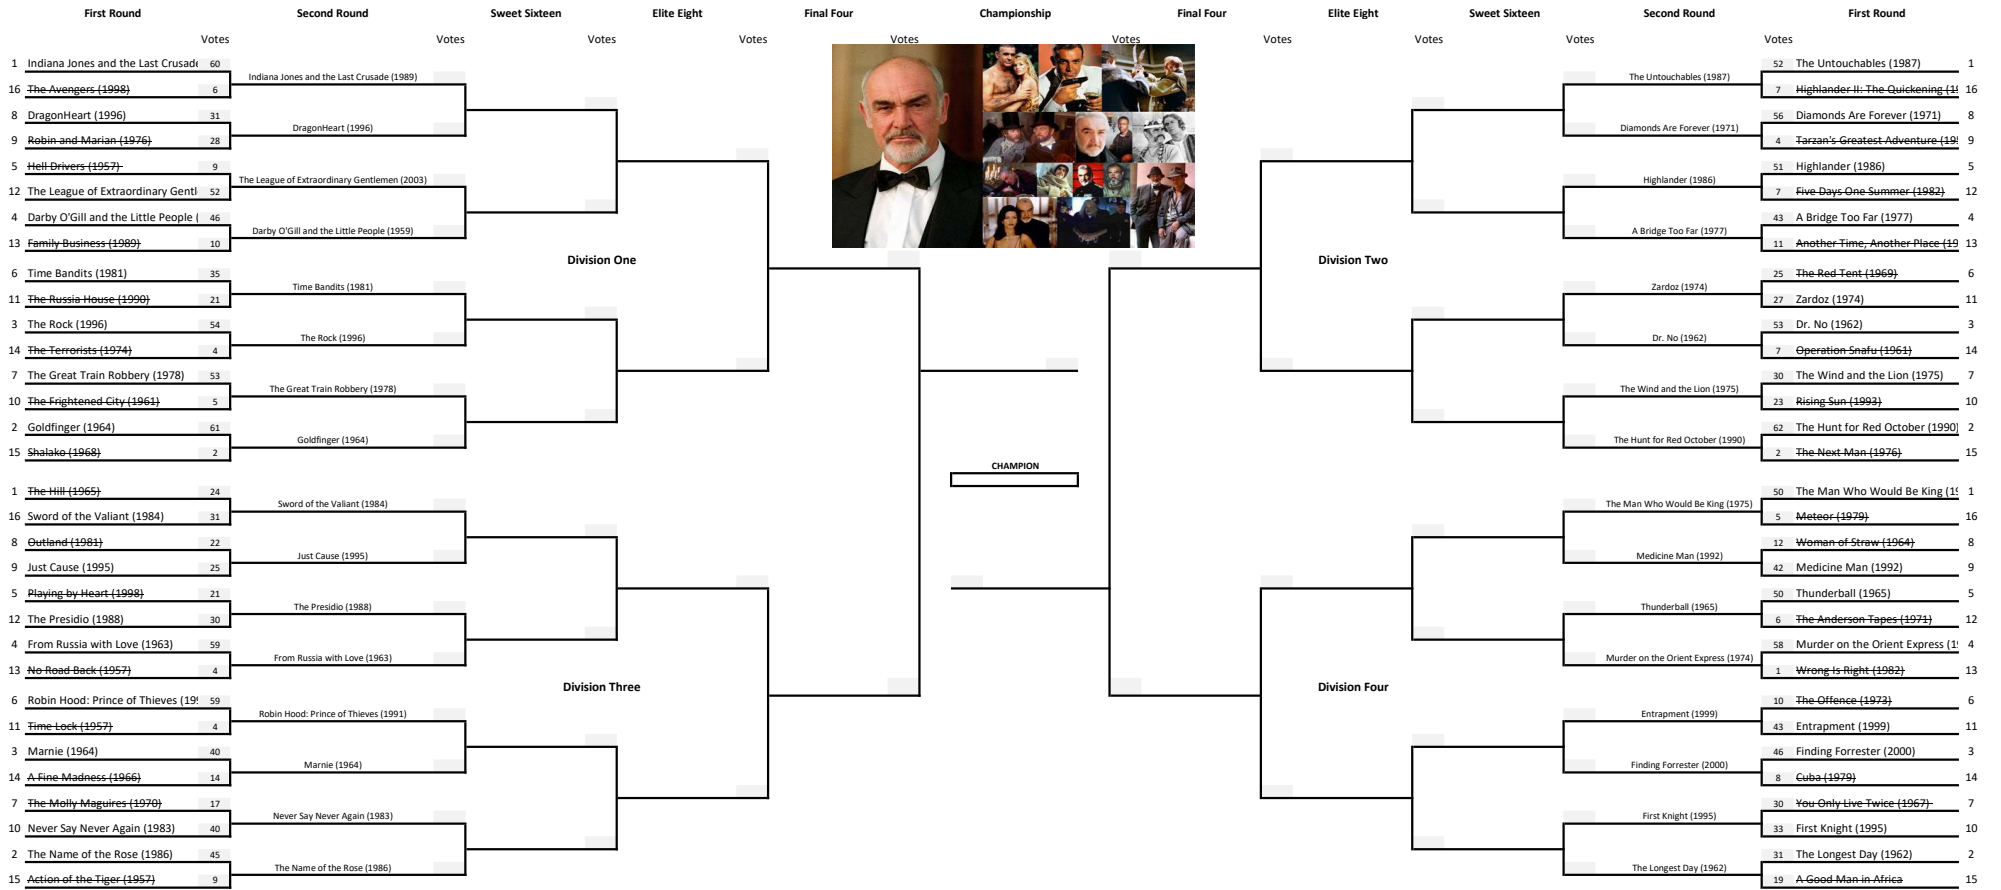 First Round Second Round Sweet Sixteen Elite Eight Final Four Championship Final Four Elite Eight Sweet Sixteen Second Round First Round
Votes Votes Votes Votes Votes Votes Votes Votes Votes Votes
1 Indiana Jones and the Last Crusade 60
16 The Avengers (1998) 6
8 DragonHeart (1996) 31
9 Robin and Marian (1976) 28
5 Hell Drivers (1957) 9
12 The League of Extraordinary Gentl 52
4 Darby O'Gill and the Little People ( 46
13 Family Business (1989) 10
6 Time Bandits (1981) 35
11 The Russia House (1990) 21
3 The Rock (1996) 54
14 The Terrorists (1974) 4
7 The Great Train Robbery (1978) 53
10 The Frightened City (1961) 5
2 Goldfinger (1964) 61
15 Shalako (1968) 2
Indiana Jones and the Last Crusade (1989)
DragonHeart (1996)
The League of Extraordinary Gentlemen (2003)
Darby O'Gill and the Little People (1959)
Time Bandits (1981)
The Rock (1996)
The Great Train Robbery (1978)
Goldfinger (1964)
Division One
1 The Hill (1965) 24
16 Sword of the Valiant (1984) 31
8 Outland (1981) 22
9 Just Cause (1995) 25
5 Playing by Heart (1998) 21
12 The Presidio (1988) 30
4 From Russia with Love (1963) 59
13 No Road Back (1957) 4
6 Robin Hood: Prince of Thieves (199 59
11 Time Lock (1957) 4
3 Marnie (1964) 40
14 A Fine Madness (1966) 14
7 The Molly Maguires (1970) 17
10 Never Say Never Again (1983) 40
2 The Name of the Rose (1986) 45
15 Action of the Tiger (1957) 9
Sword of the Valiant (1984)
Just Cause (1995)
The Presidio (1988)
From Russia with Love (1963)
Robin Hood: Prince of Thieves (1991)
Marnie (1964)
Never Say Never Again (1983)
The Name of the Rose (1986)
Division Three
CHAMPION
Division Two
The Untouchables (1987)
Diamonds Are Forever (1971)
Highlander (1986)
A Bridge Too Far (1977)
Zardoz (1974)
Dr. No (1962)
The Wind and the Lion (1975)
The Hunt for Red October (1990)
52 The Untouchables (1987) 1
7 Highlander II: The Quickening (19 16
56 Diamonds Are Forever (1971) 8
4 Tarzan's Greatest Adventure (195 9
51 Highlander (1986) 5
7 Five Days One Summer (1982) 12
43 A Bridge Too Far (1977) 4
11 Another Time, Another Place (19 13
25 The Red Tent (1969) 6
27 Zardoz (1974) 11
53 Dr. No (1962) 3
7 Operation Snafu (1961) 14
30 The Wind and the Lion (1975) 7
23 Rising Sun (1993) 10
62 The Hunt for Red October (1990) 2
2 The Next Man (1976) 15
Division Four
The Man Who Would Be King (1975)
Medicine Man (1992)
Thunderball (1965)
Murder on the Orient Express (1974)
Entrapment (1999)
Finding Forrester (2000)
First Knight (1995)
The Longest Day (1962)
50 The Man Who Would Be King (19 1
5 Meteor (1979) 16
12 Woman of Straw (1964) 8
42 Medicine Man (1992) 9
50 Thunderball (1965) 5
6 The Anderson Tapes (1971) 12
58 Murder on the Orient Express (19 4
1 Wrong Is Right (1982) 13
10 The Offence (1973) 6
43 Entrapment (1999) 11
46 Finding Forrester (2000) 3
8 Cuba (1979) 14
30 You Only Live Twice (1967) 7
33 First Knight (1995) 10
31 The Longest Day (1962) 2
19 A Good Man in Africa 15